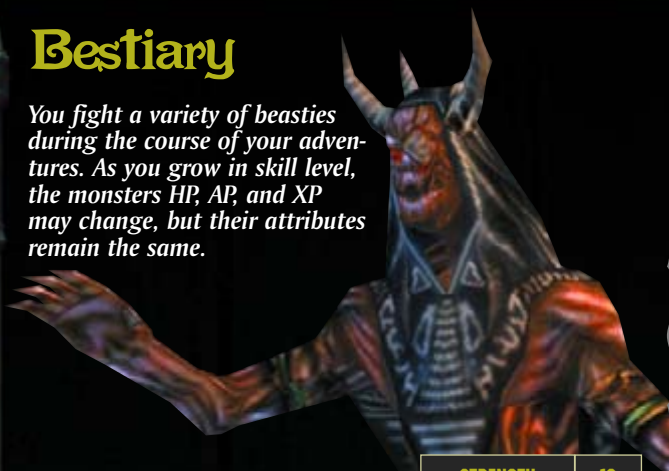 Bestiary
You fight a variety of beasties
during the course of your adven-
tures. As you grow in skill level,
the monsters HP, AP, and XP
may change, but their attributes
remain the same.